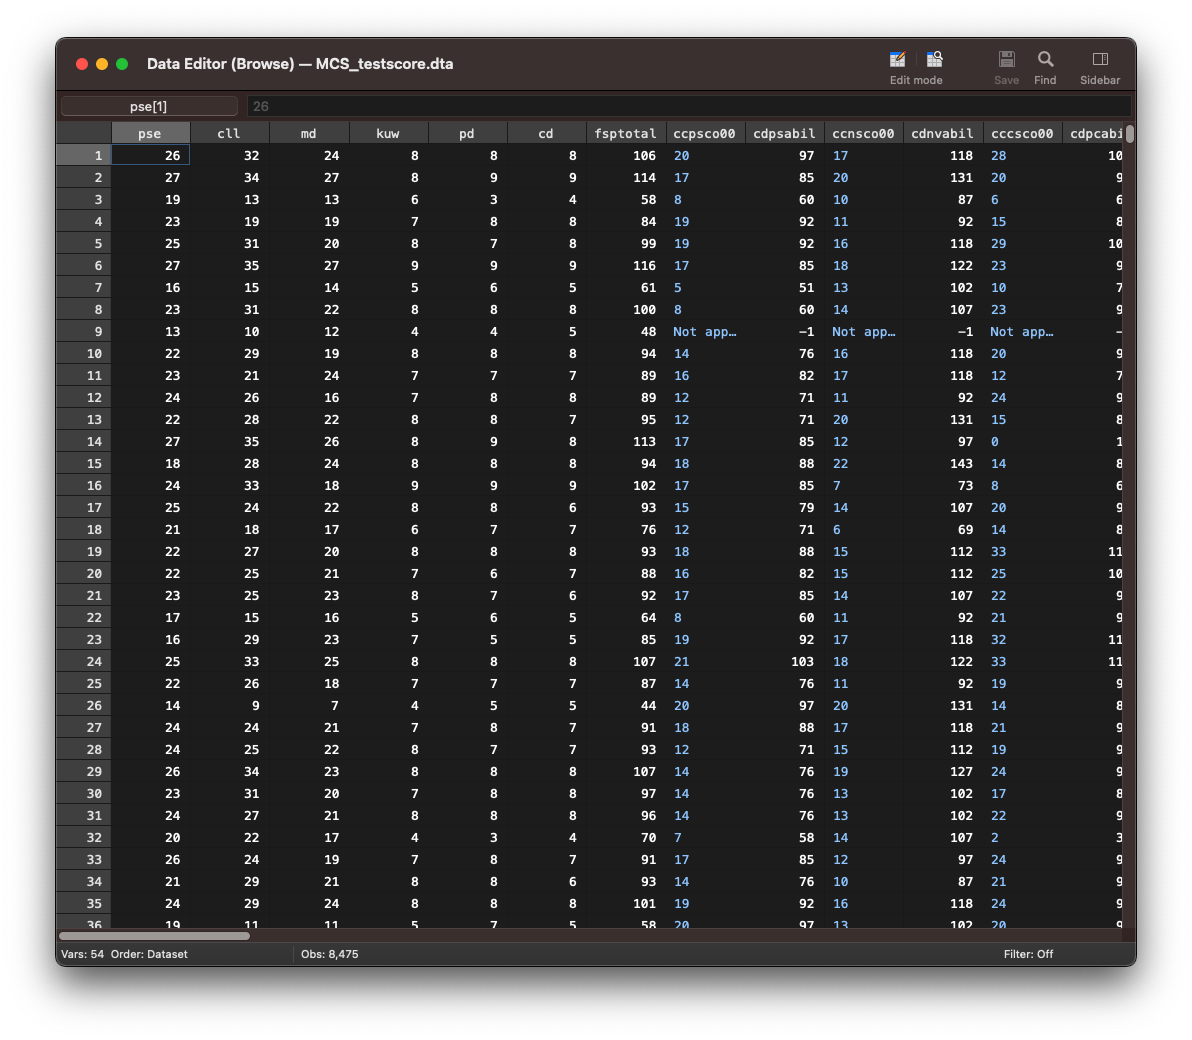 Data Editor (Browse) — MCS_testscore.dta
Edit mode Save Find Sidebar
pse[1] 26
pse cll md kuw pd cd fsptotal ccpsco00 cdpsabil ccnsco00 cdnvabil cccsco00 cdpcabi
1 26 32 24 8 8 8 106 20 97 17 118 28 10
2 27 34 27 8 9 9 114 17 85 20 131 20 9
3 19 13 13 6 3 4 58 8 60 10 87 6 6
4 23 19 19 7 8 8 84 19 92 11 92 15 8
5 25 31 20 8 7 8 99 19 92 16 118 29 10
6 27 35 27 9 9 9 116 17 85 18 122 23 9
7 16 15 14 5 6 5 61 5 51 13 102 10 7
8 23 31 22 8 8 8 100 8 60 14 107 23 9
9 13 10 12 4 4 5 48 Not app… -1 Not app… -1 Not app… -
10 22 29 19 8 8 8 94 14 76 16 118 20 9
11 23 21 24 7 7 7 89 16 82 17 118 12 7
12 24 26 16 7 8 8 89 12 71 11 92 24 9
13 22 28 22 8 8 7 95 12 71 20 131 15 8
14 27 35 26 8 9 8 113 17 85 12 97 0 1
15 18 28 24 8 8 8 94 18 88 22 143 14 8
16 24 33 18 9 9 9 102 17 85 7 73 8 6
17 25 24 22 8 8 6 93 15 79 14 107 20 9
18 21 18 17 6 7 7 76 12 71 6 69 14 8
19 22 27 20 8 8 8 93 18 88 15 112 33 11
20 22 25 21 7 6 7 88 16 82 15 112 25 10
21 23 25 23 8 7 6 92 17 85 14 107 22 9
22 17 15 16 5 6 5 64 8 60 11 92 21 9
23 16 29 23 7 5 5 85 19 92 17 118 32 11
24 25 33 25 8 8 8 107 21 103 18 122 33 11
25 22 26 18 7 7 7 87 14 76 11 92 19 9
26 14 9 7 4 5 5 44 20 97 20 131 14 8
27 24 24 21 7 8 7 91 18 88 17 118 21 9
28 24 25 22 8 7 7 93 12 71 15 112 19 9
29 26 34 23 8 8 8 107 14 76 19 127 24 9
30 23 31 20 7 8 8 97 14 76 13 102 17 8
31 24 27 21 8 8 8 96 14 76 13 102 22 9
32 20 22 17 4 3 4 70 7 58 14 107 2 3
33 26 24 19 7 8 7 91 17 85 12 97 24 9
34 21 29 21 8 8 6 93 14 76 10 87 21 9
35 24 29 24 8 8 8 101 19 92 16 118 24 9
36 19 11 11 5 7 5 58 20 97 13 102 20 9
Vars: 54 Order: Dataset Obs: 8,475 Filter: Off